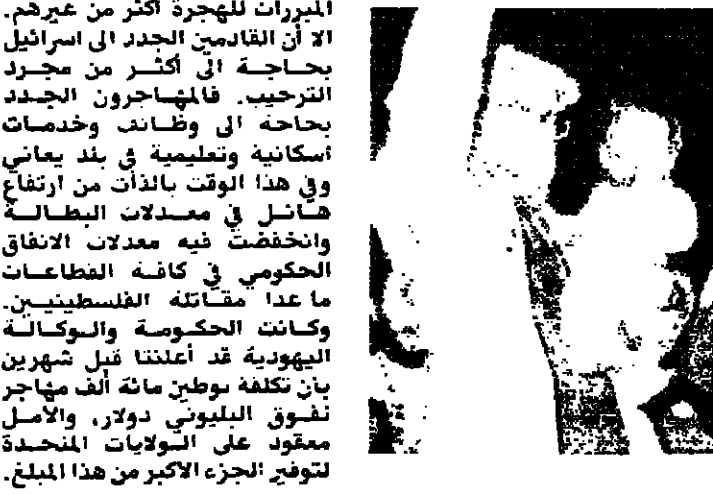 المبررات للهجرة أكثر من غيرهم.
الا أن القادمين الجدد الى اسرائيل
بحاجة الى أكثر من مجرد
الترحيب. فالمهاجرون الجدد
بحاجة الى وظائف وخدمات
اسكانية وتعليمية في بلد يعاني
وفي هذا الوقت بالذات من ارتفاع
هائل في معدلات البطالة
وانخفضت فيه معدلات الانفاق
الحكومي في كافة القطاعات
ما عدا مقاتلة الفلسطينيين.
وكانت الحكومة والوكالة
اليهودية قد أعلنتا قبل شهرين
بأن تكلفة توطين مائة ألف مهاجر
تفوق البليوني دولار، والأمل
معقود على الولايات المتحدة
لتوفير الجزء الاكبر من هذا المبلغ.